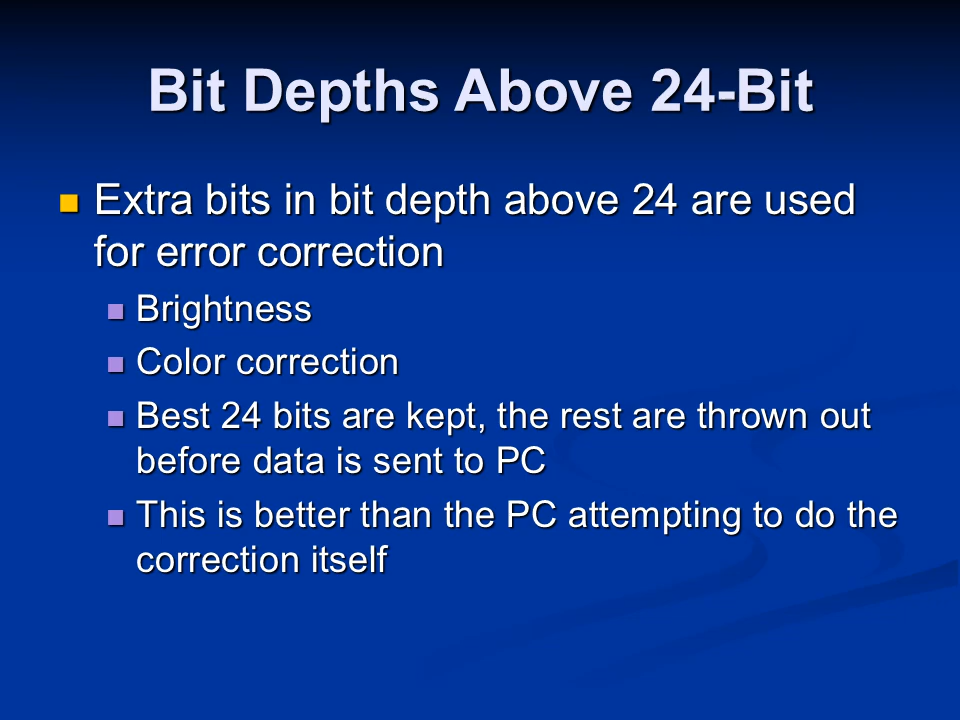 Bit Depths Above 24-Bit
Extra bits in bit depth above 24 are used
for error correction
Brightness
Color correction
Best 24 bits are kept, the rest are thrown out
before data is sent to PC
This is better than the PC attempting to do the
correction itself